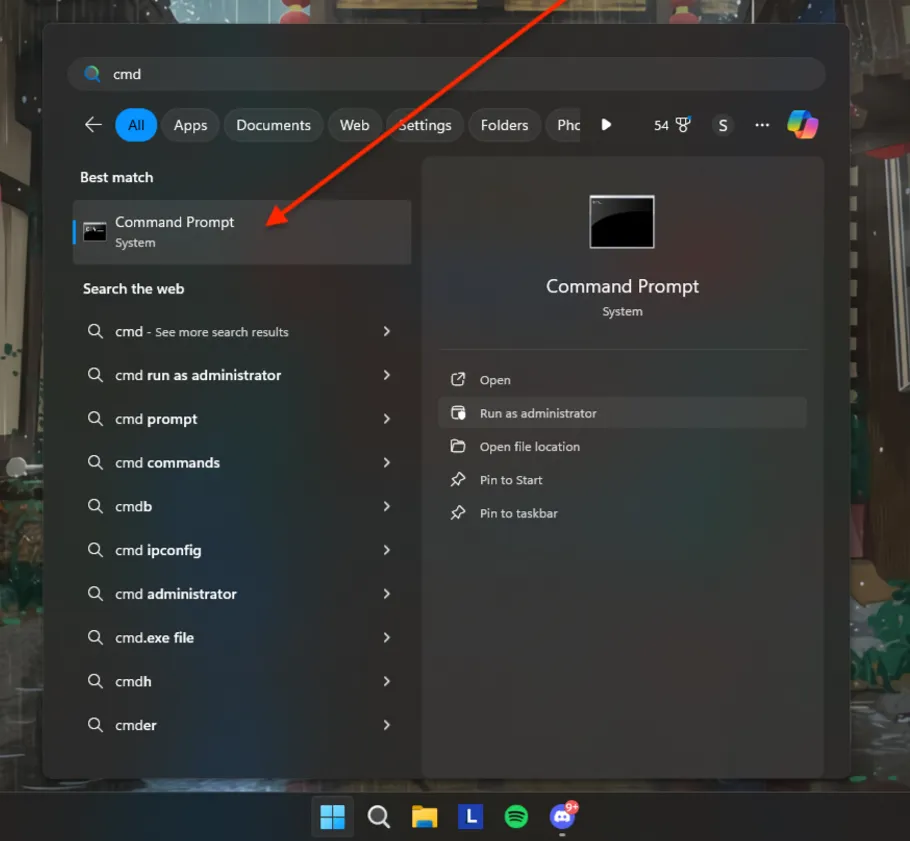 cmd
All Apps Documents Web Settings Folders Pho 54 S
Best match
Command Prompt
System
Search the web
cmd - See more search results
cmd run as administrator
cmd prompt
cmd commands
cmdb
cmd ipconfig
cmd administrator
cmd.exe file
cmdh
cmder
Command Prompt
System
Open
Run as administrator
Open file location
Pin to Start
Pin to taskbar
L
9+